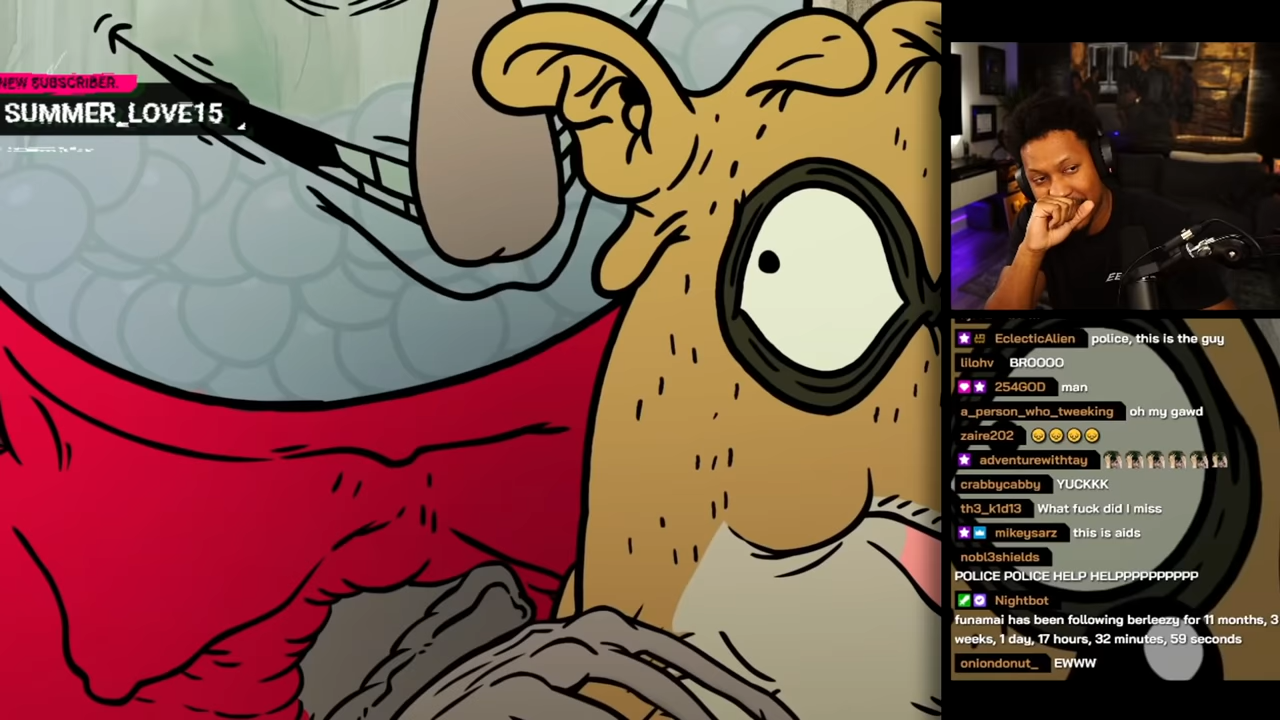 NEW SUBSCRIBER.
SUMMER_LOVE15
EE
EclecticAlien police, this is the guy
lilohv BROOOO
254GOD man
a_person_who_tweeking oh my gawd
zaire202
adventurewithtay
crabbycabby YUCKKK
th3_k1d13 What fuck did I miss
mikeysarz this is aids
nobl3shields
POLICE POLICE HELP HELPPPPPPPPPP
Nightbot
funamai has been following berleezy for 11 months, 3
weeks, 1 day, 17 hours, 32 minutes, 59 seconds
oniondonut_ EWWW